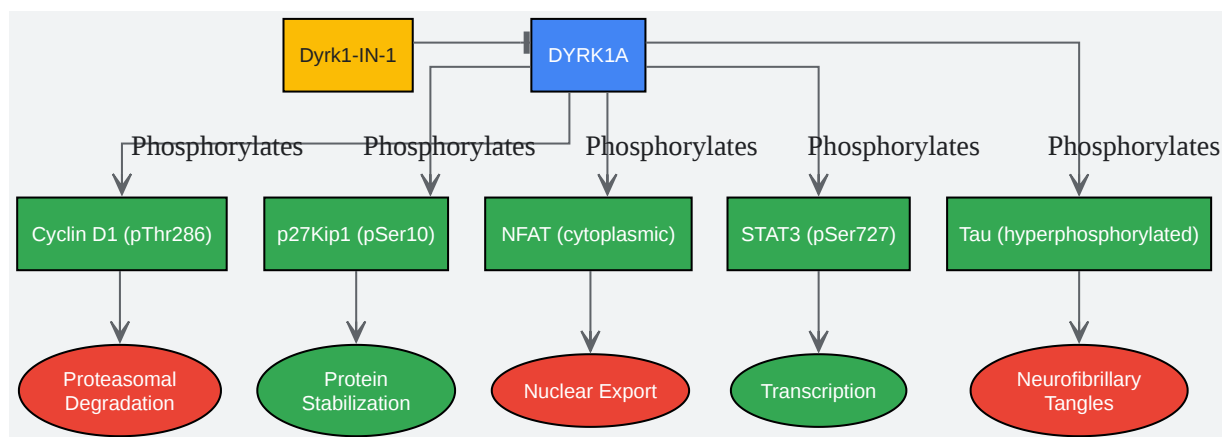 Dyrk1-IN-1
DYRK1A
Phosphorylates
Phosphorylates
Phosphorylates
Phosphorylates
Phosphorylates
Cyclin D1 (pThr286)
p27Kip1 (pSer10)
NFAT (cytoplasmic)
STAT3 (pSer727)
Tau (hyperphosphorylated)
Proteasomal
Degradation
Protein
Stabilization
Nuclear Export
Transcription
Neurofibrillary
Tangles